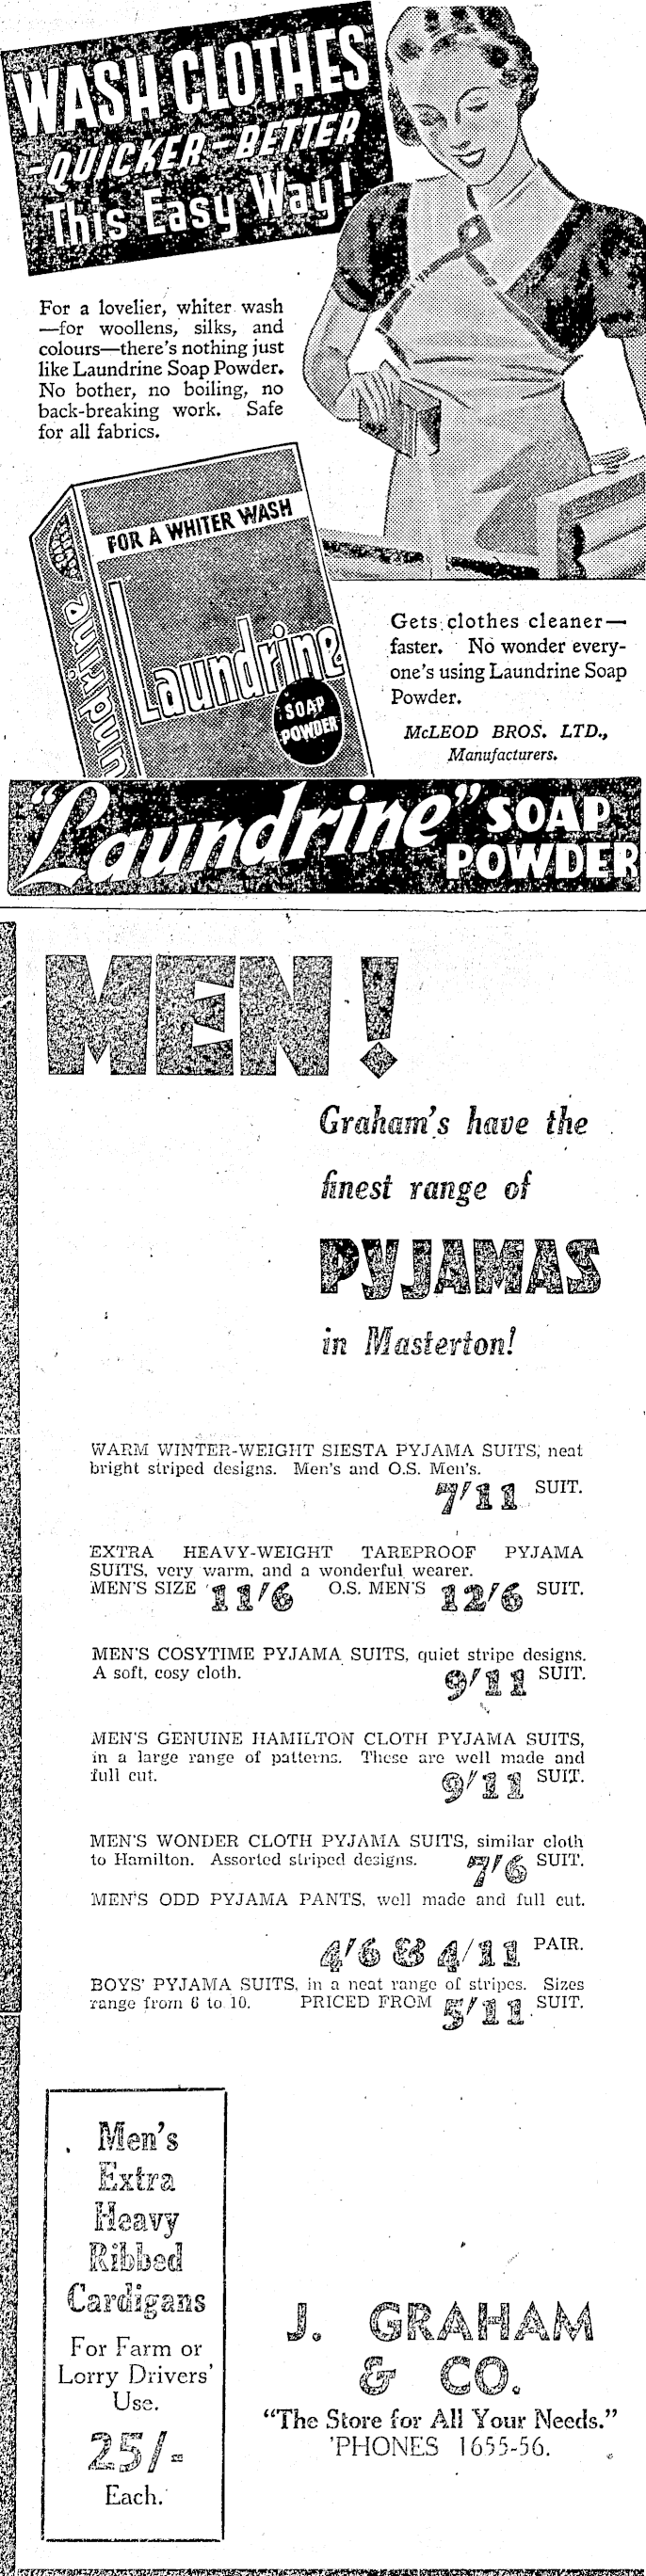 WASH CLOTHES
-QUICKER-BETTER
This Easy Way!
For a lovelier, whiter wash
—for woollens, silks, and
colours—there's nothing just
like Laundrine Soap Powder.
No bother, no boiling, no
back-breaking work. Safe
for all fabrics.
FOR A WHITER WASH
Laundrine
SOAP
POWDER
Gets clothes cleaner—
faster. No wonder every-
one's using Laundrine Soap
Powder.
McLEOD BROS. LTD.,
Manufacturers.
"Laundrine" SOAP
POWDER
MEN!
Graham's have the
finest range of
PYJAMAS
in Masterton!
WARM WINTER-WEIGHT SIESTA PYJAMA SUITS, neat
bright striped designs. Men's and O.S. Men's.
7/11 SUIT.
EXTRA HEAVY-WEIGHT TAREPROOF PYJAMA
SUITS, very warm, and a wonderful wearer.
MEN'S SIZE 11/6 O.S. MEN'S 12/6 SUIT.
MEN'S COSYTIME PYJAMA SUITS, quiet stripe designs.
A soft, cosy cloth. 9/11 SUIT.
MEN'S GENUINE HAMILTON CLOTH PYJAMA SUITS,
in a large range of patterns. These are well made and
full cut. 9/11 SUIT.
MEN'S WONDER CLOTH PYJAMA SUITS, similar cloth
to Hamilton. Assorted striped designs. 7/6 SUIT.
MEN'S ODD PYJAMA PANTS, well made and full cut.
4/6 & 4/11 PAIR.
BOYS' PYJAMA SUITS, in a neat range of stripes. Sizes
range from 6 to 10. PRICED FROM 5/11 SUIT.
Men's
Extra
Heavy
Ribbed
Cardigans
For Farm or
Lorry Drivers'
Use.
25/-
Each.
J. GRAHAM
& CO.
"The Store for All Your Needs."
'PHONES 1655-56.